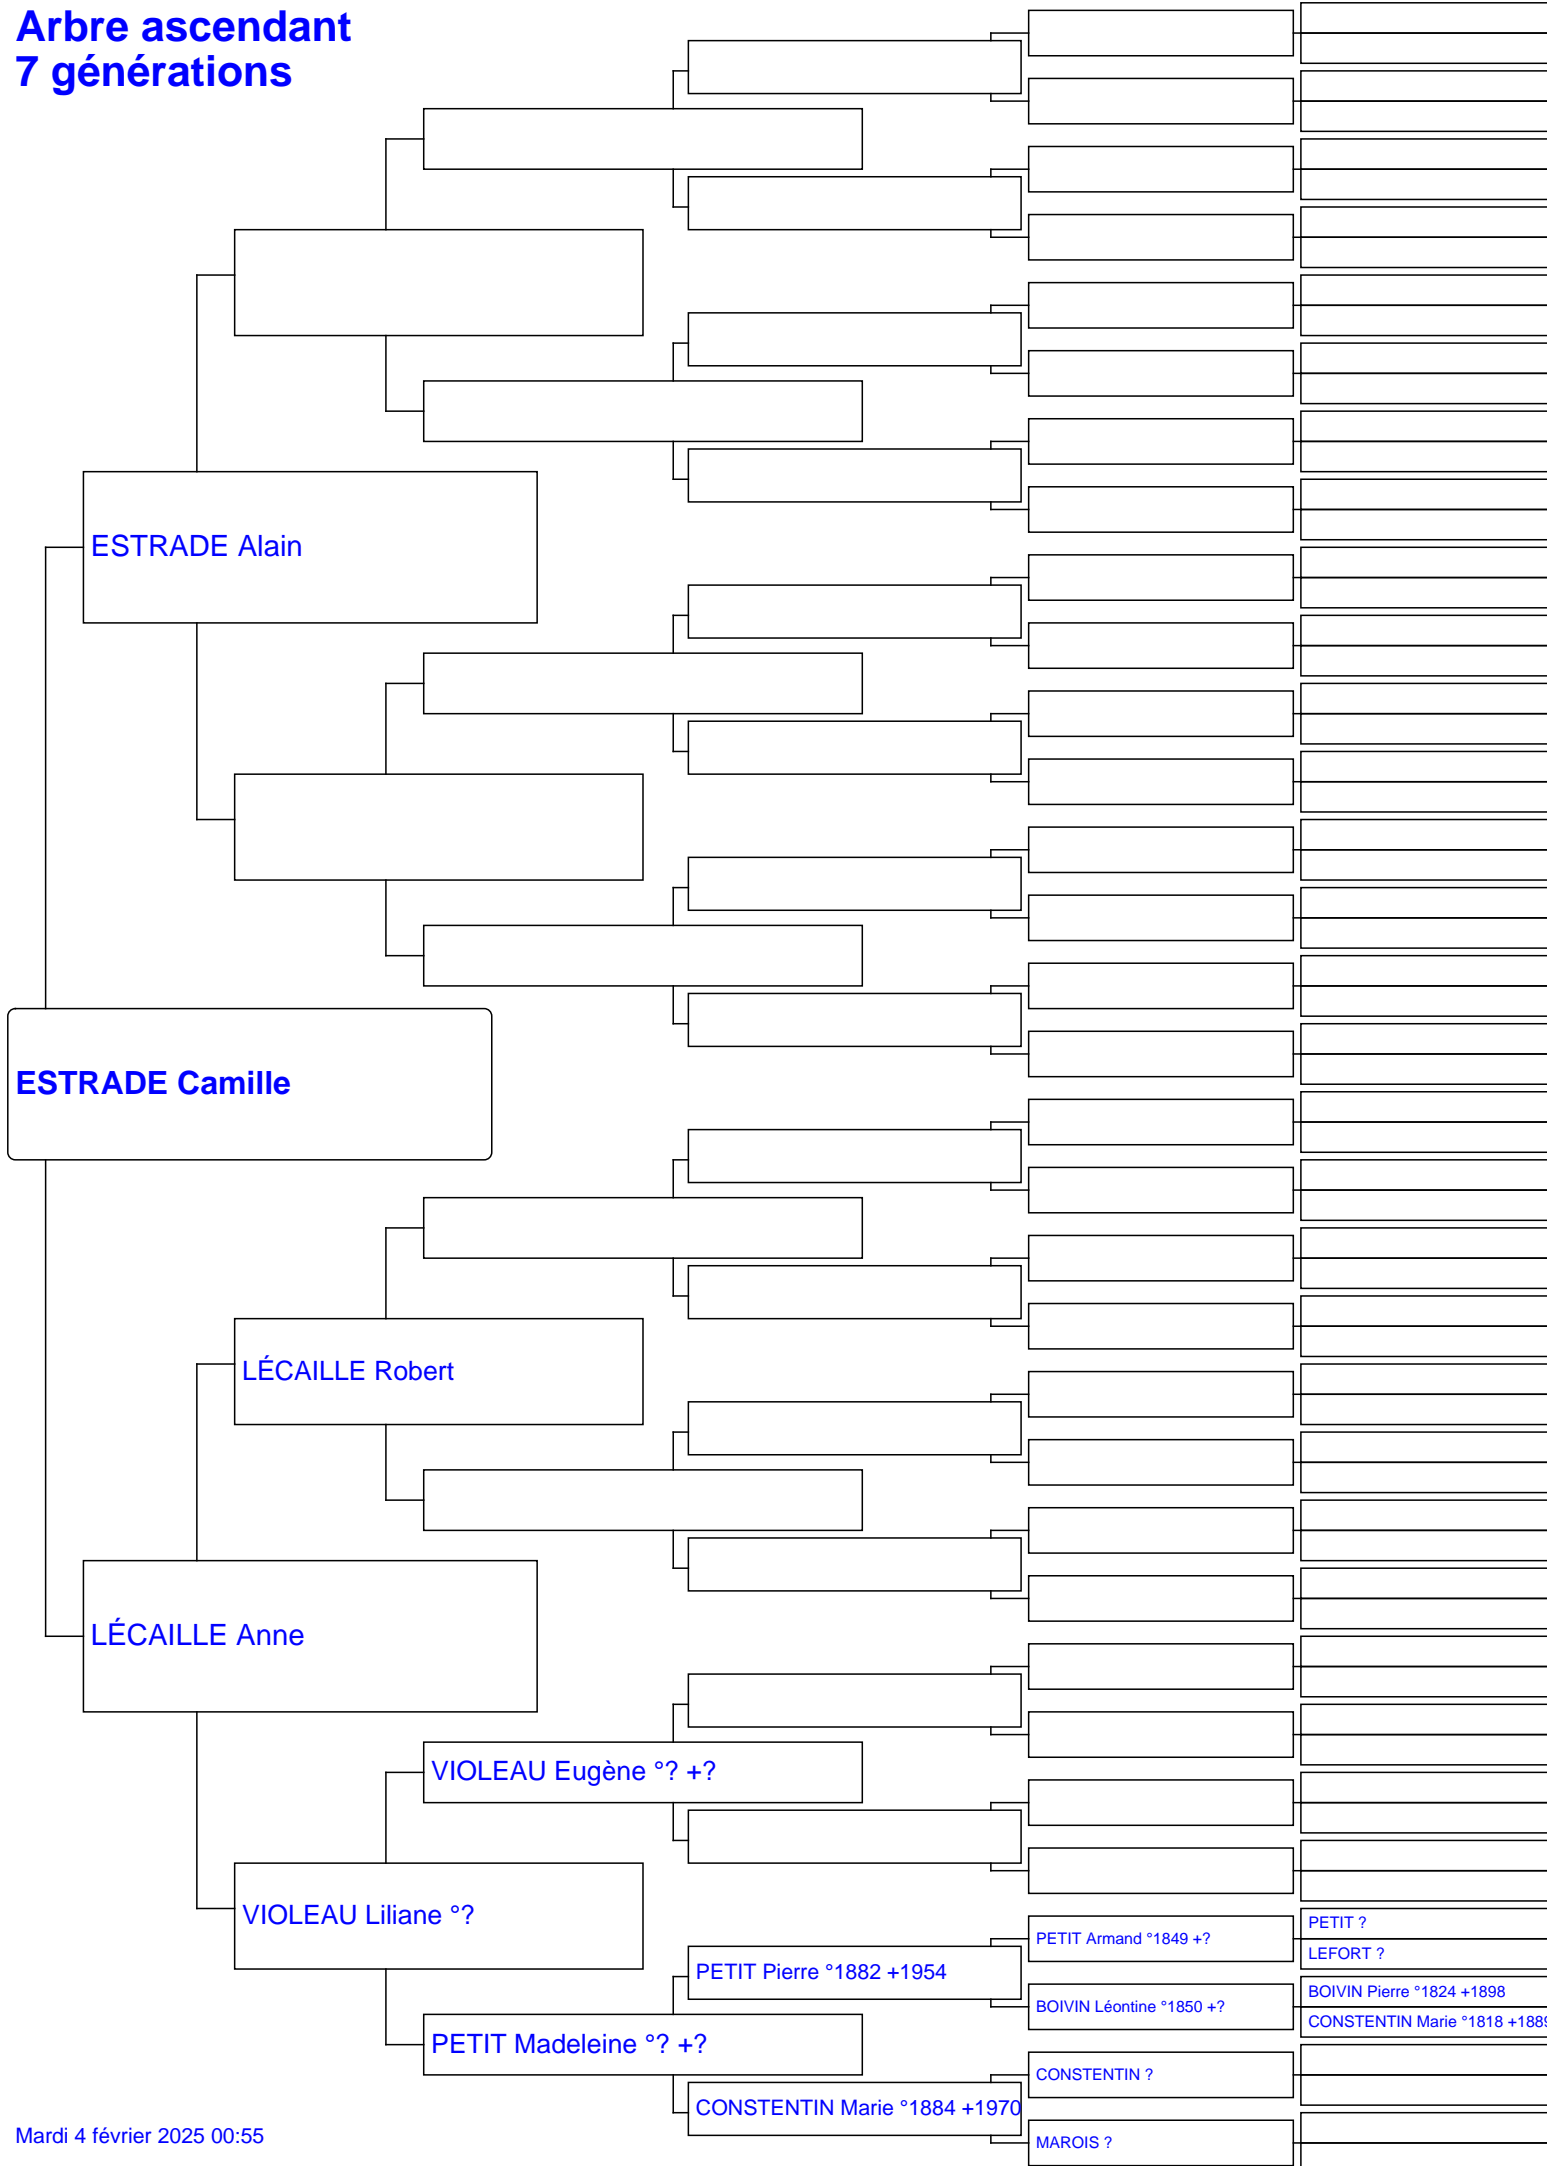 Arbre ascendant
7 générations
ESTRADE Alain
ESTRADE Camille
LÉCAILLE Robert
LÉCAILLE Anne
VIOLEAU Eugène °? +?
VIOLEAU Liliane °?
PETIT Armand °1849 +?
PETIT ?
LEFORT ?
PETIT Pierre °1882 +1954
BOIVIN Léontine °1850 +?
BOIVIN Pierre °1824 +1898
CONSTENTIN Marie °1818 +1889
PETIT Madeleine °? +?
CONSTENTIN ?
CONSTENTIN Marie °1884 +1970
MAROIS ?
Mardi 4 février 2025 00:55